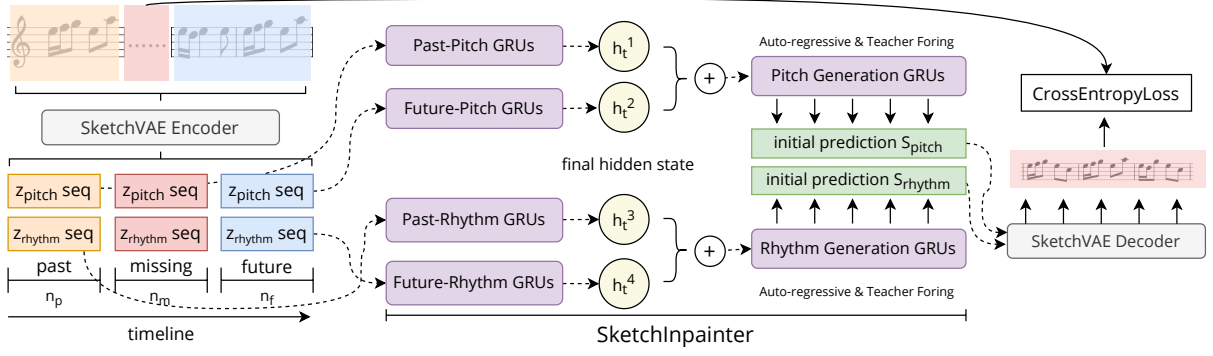 SketchVAE Encoder
z_pitch seq
z_pitch seq
z_pitch seq
z_rhythm seq
z_rhythm seq
z_rhythm seq
past
missing
future
n_p
n_m
n_f
timeline
Past-Pitch GRUs
Future-Pitch GRUs
Past-Rhythm GRUs
Future-Rhythm GRUs
h_t^1
h_t^2
final hidden state
h_t^3
h_t^4
+
+
Auto-regressive & Teacher Foring
Pitch Generation GRUs
initial prediction S_pitch
initial prediction S_rhythm
Rhythm Generation GRUs
Auto-regressive & Teacher Foring
SketchInpainter
CrossEntropyLoss
SketchVAE Decoder